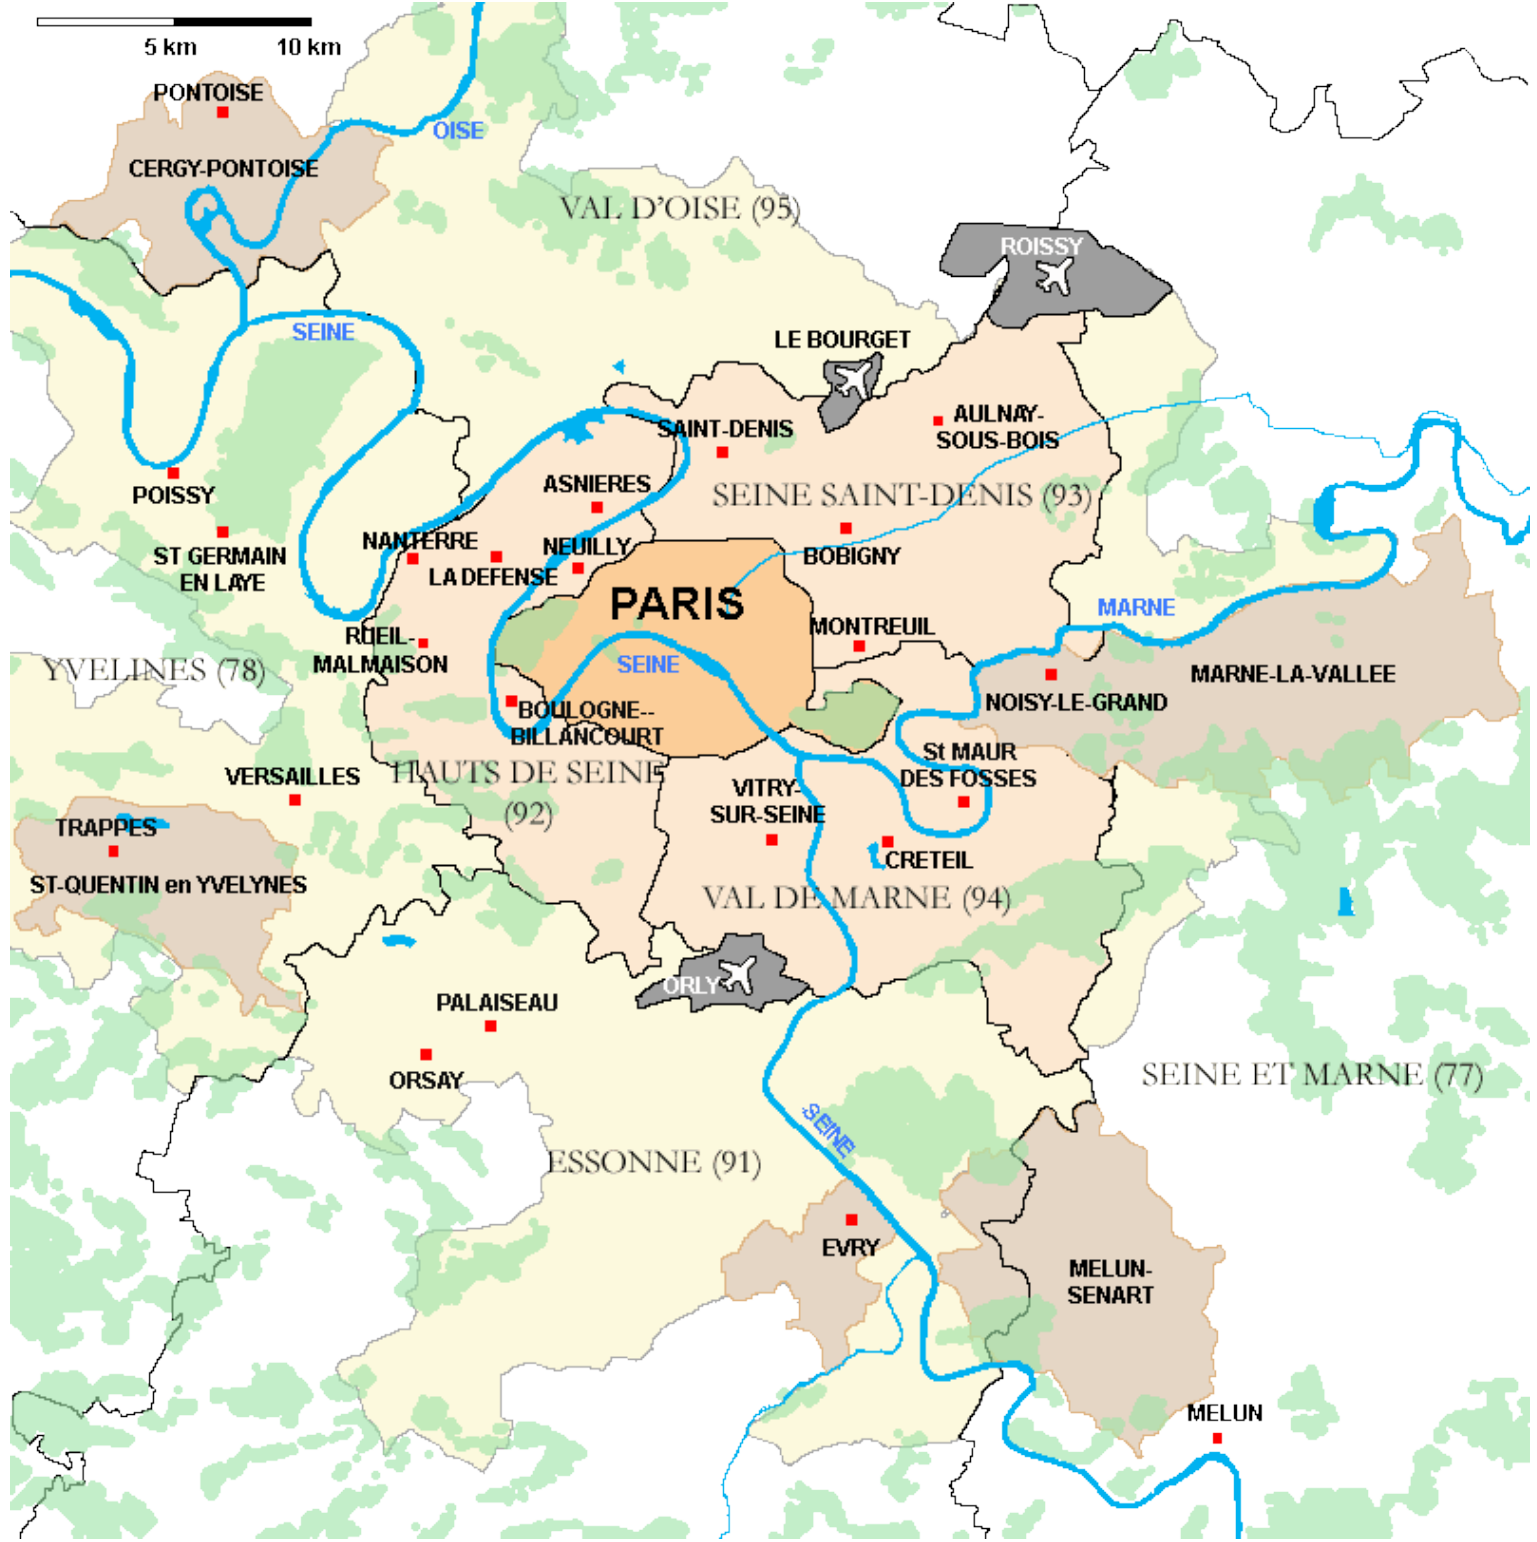 5 km 10 km
PONTOISE
OISE
CERGY-PONTOISE
VAL D'OISE (95)
ROISSY
SEINE
LE BOURGET
AULNAY-
SOUS-BOIS
SAINT-DENIS
ASNIERES
SEINE SAINT-DENIS (93)
POISSY
NANTERRE
NEUILLY
BOBIGNY
ST GERMAIN
EN LAYE
LA DEFENSE
PARIS
MARNE
RUEIL-
MALMAISON
MONTREUIL
SEINE
YVELINES (78)
MARNE-LA-VALLEE
NOISY-LE-GRAND
BOULOGNE--
BILLANCOURT
St MAUR
DES FOSSES
VERSAILLES
HAUTS DE SEINE
(92)
VITRY-
SUR-SEINE
TRAPPES
CRETEIL
ST-QUENTIN en YVELYNES
VAL DE MARNE (94)
ORLY
PALAISEAU
ORSAY
SEINE ET MARNE (77)
SEINE
ESSONNE (91)
EVRY
MELUN-
SENART
MELUN